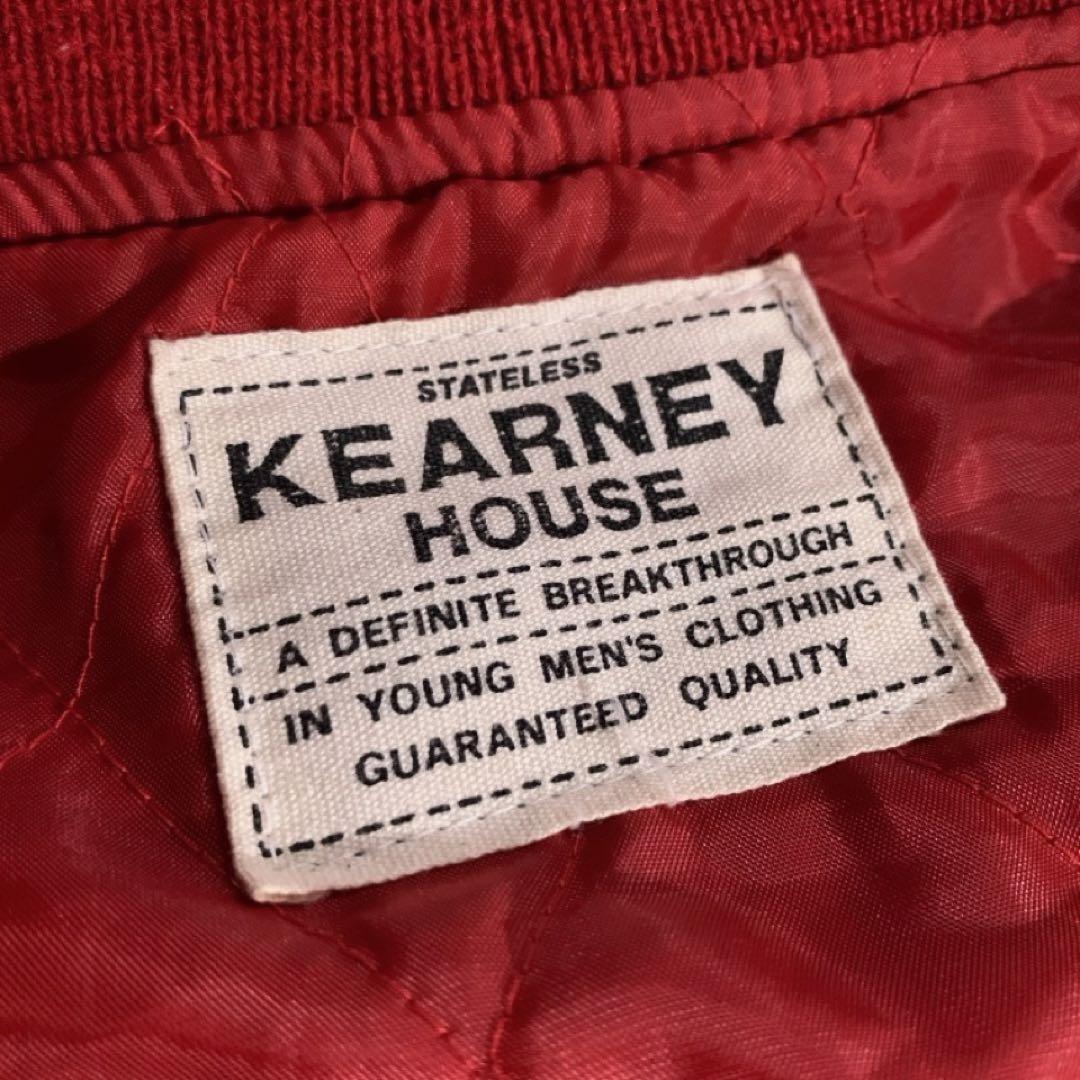 STATELESS
KEARNEY
HOUSE
A DEFINITE BREAKTHROUGH
IN YOUNG MEN'S CLOTHING
GUARANTEED QUALITY